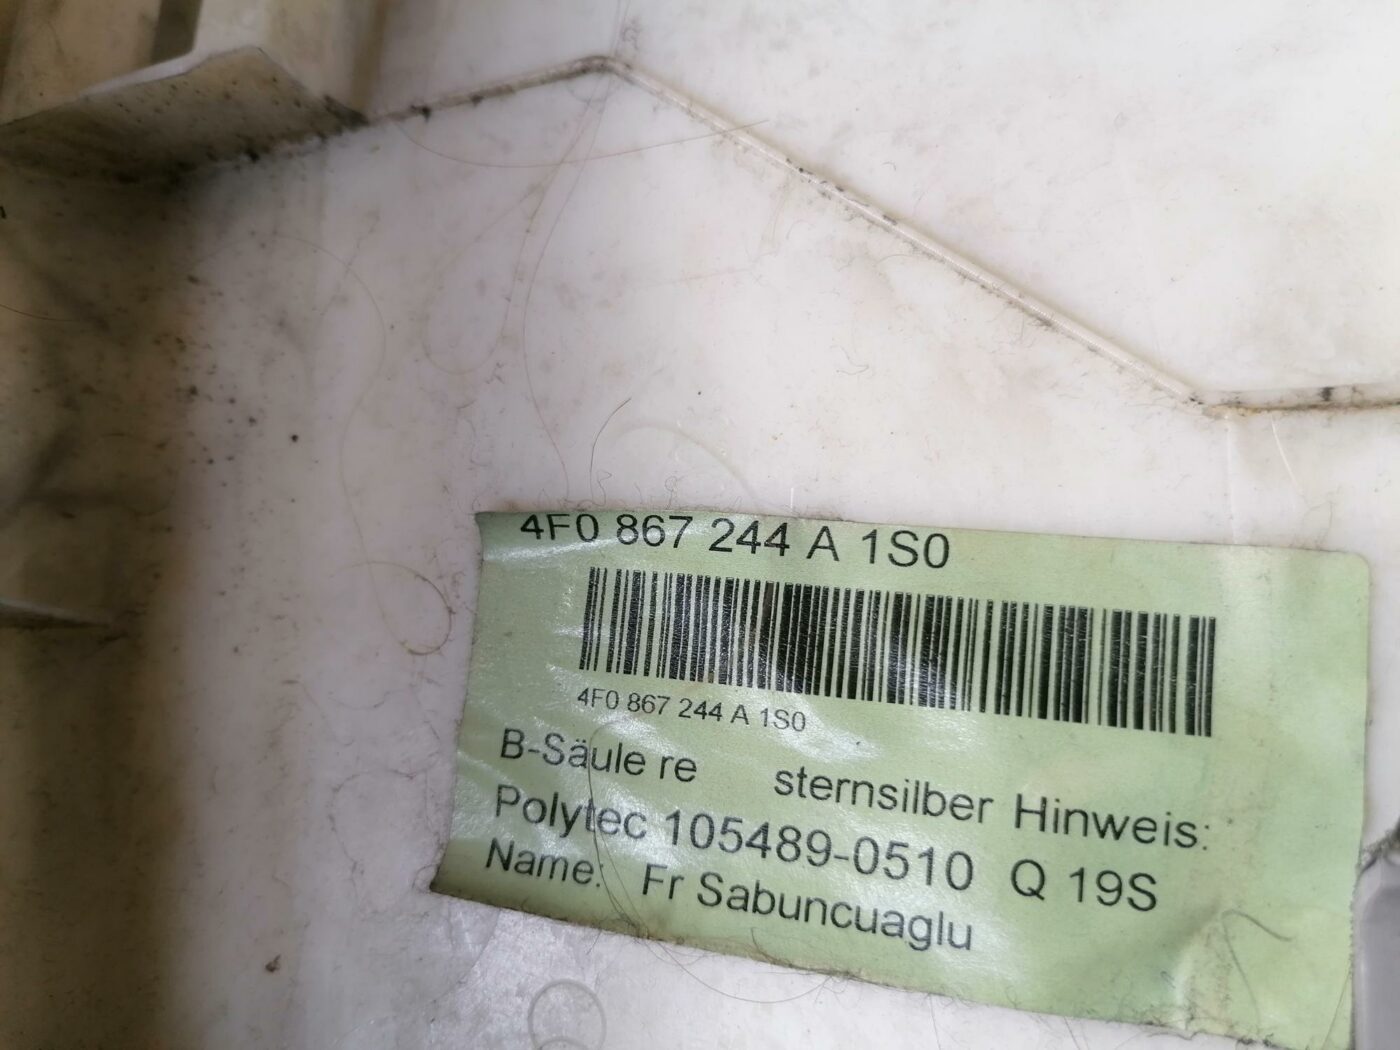 4F0 867 244 A 1S0
4F0 867 244 A 1S0
B-Säule re sternsilber Hinweis:
Polytec 105489-0510 Q 19S
Name: Fr Sabuncuaglu